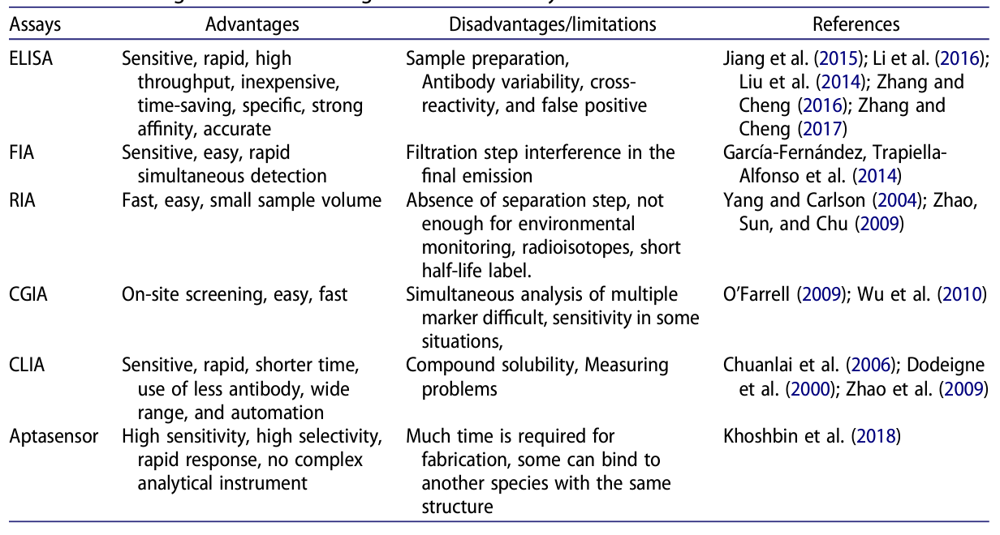 Assays Advantages Disadvantages/limitations References
ELISA Sensitive, rapid, high Sample preparation, Jiang et al. (2015); Li et al. (2016);
throughput, inexpensive, Antibody variability, cross- Liu et al. (2014); Zhang and
time-saving, specific, strong reactivity, and false positive Cheng (2016); Zhang and
affinity, accurate Cheng (2017)
FIA Sensitive, easy, rapid Filtration step interference in the García-Fernández, Trapiella-
simultaneous detection final emission Alfonso et al. (2014)
RIA Fast, easy, small sample volume Absence of separation step, not Yang and Carlson (2004); Zhao,
enough for environmental Sun, and Chu (2009)
monitoring, radioisotopes, short
half-life label.
CGIA On-site screening, easy, fast Simultaneous analysis of multiple O’Farrell (2009); Wu et al. (2010)
marker difficult, sensitivity in some
situations,
CLIA Sensitive, rapid, shorter time, Compound solubility, Measuring Chuanlai et al. (2006); Dodeigne
use of less antibody, wide problems et al. (2000); Zhao et al. (2009)
range, and automation
Aptasensor High sensitivity, high selectivity, Much time is required for Khoshbin et al. (2018)
rapid response, no complex fabrication, some can bind to
analytical instrument another species with the same
structure